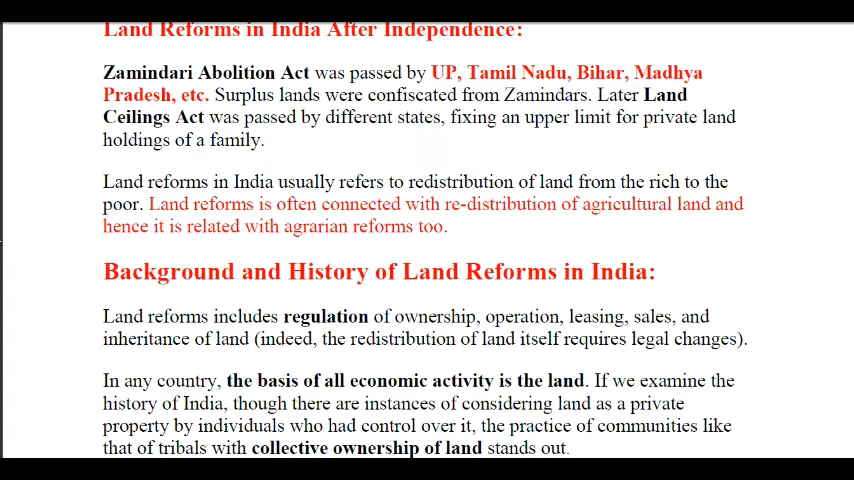 Land Reforms in India After Independence:
Zamindari Abolition Act was passed by UP, Tamil Nadu, Bihar, Madhya
Pradesh, etc. Surplus lands were confiscated from Zamindars. Later Land
Ceilings Act was passed by different states, fixing an upper limit for private land
holdings of a family.
Land reforms in India usually refers to redistribution of land from the rich to the
poor. Land reforms is often connected with re-distribution of agricultural land and
hence it is related with agrarian reforms too.
Background and History of Land Reforms in India:
Land reforms includes regulation of ownership, operation, leasing, sales, and
inheritance of land (indeed, the redistribution of land itself requires legal changes).
In any country, the basis of all economic activity is the land. If we examine the
history of India, though there are instances of considering land as a private
property by individuals who had control over it, the practice of communities like
that of tribals with collective ownership of land stands out.